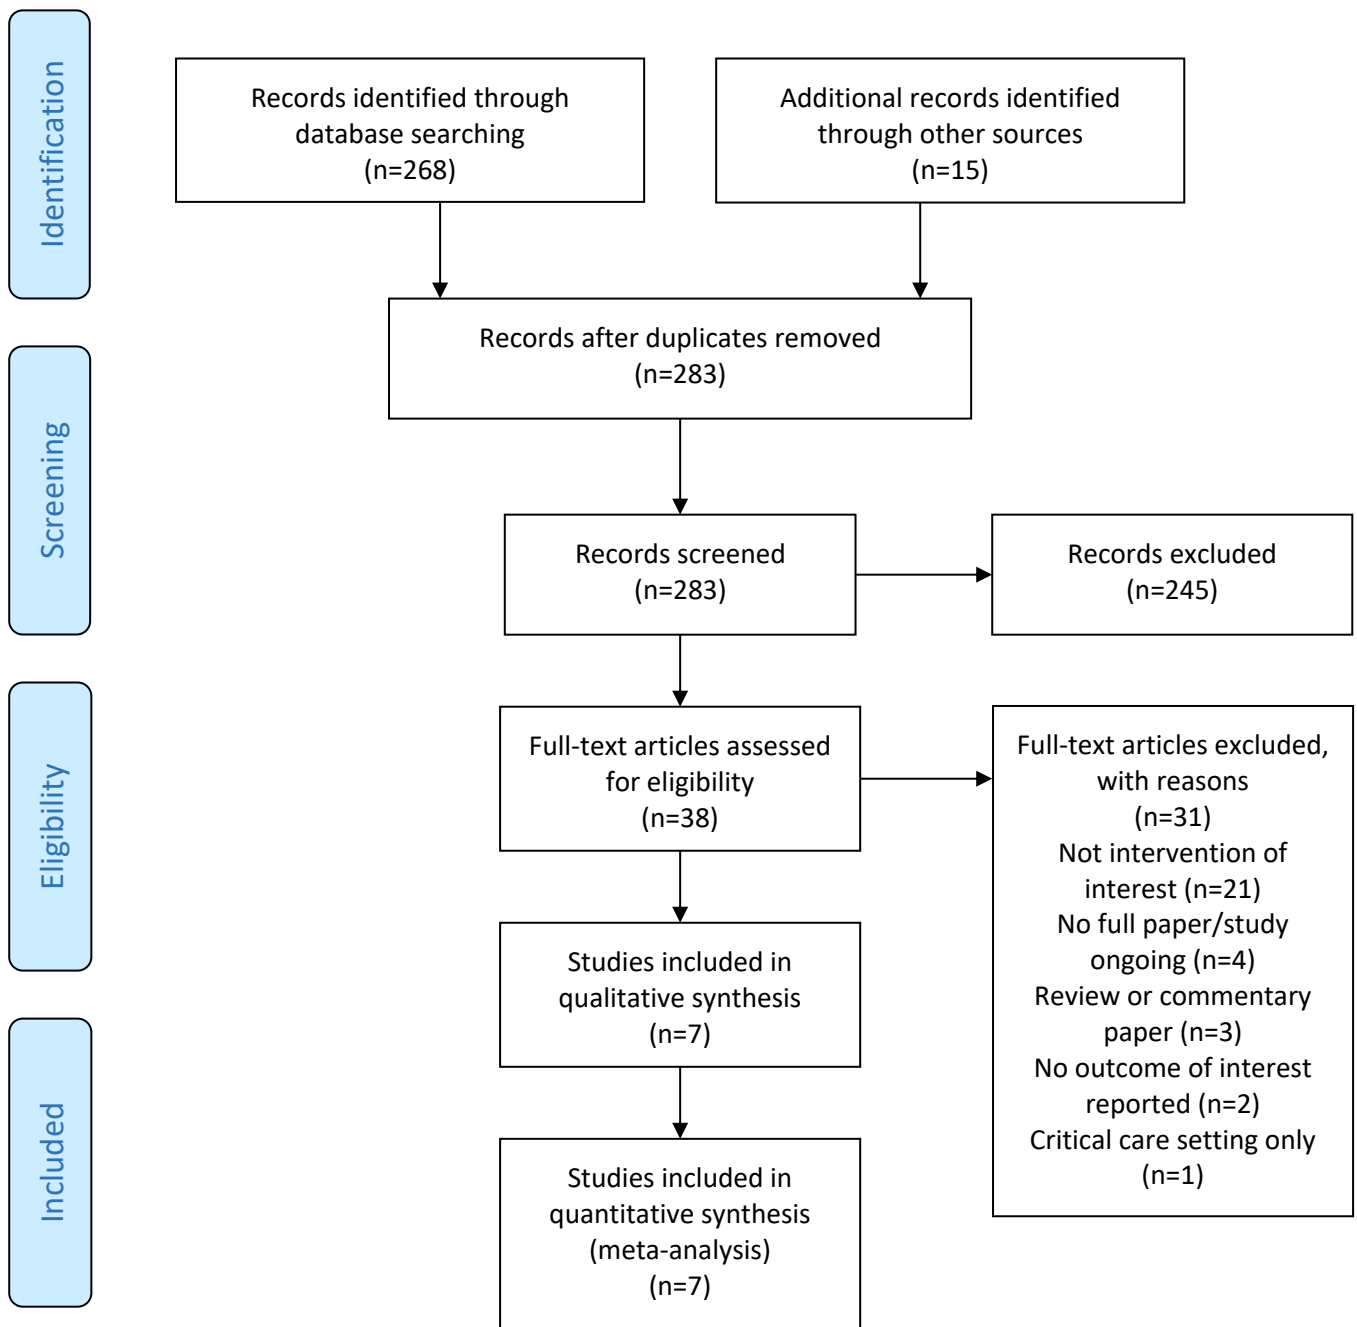 Identification
Records identified through
database searching
(n=268)
Additional records identified
through other sources
(n=15)
Records after duplicates removed
(n=283)
Screening
Records screened
(n=283)
Records excluded
(n=245)
Eligibility
Full-text articles assessed
for eligibility
(n=38)
Full-text articles excluded,
with reasons
(n=31)
Not intervention of
interest (n=21)
No full paper/study
ongoing (n=4)
Review or commentary
paper (n=3)
No outcome of interest
reported (n=2)
Critical care setting only
(n=1)
Studies included in
qualitative synthesis
(n=7)
Included
Studies included in
quantitative synthesis
(meta-analysis)
(n=7)